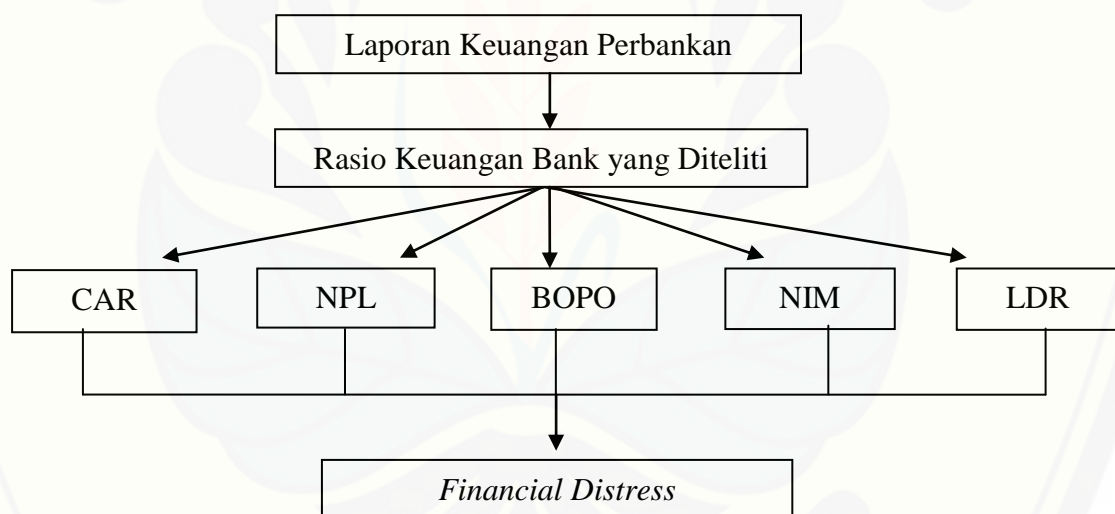 Laporan Keuangan Perbankan
Rasio Keuangan Bank yang Diteliti
CAR
NPL
BOPO
NIM
LDR
Financial Distress